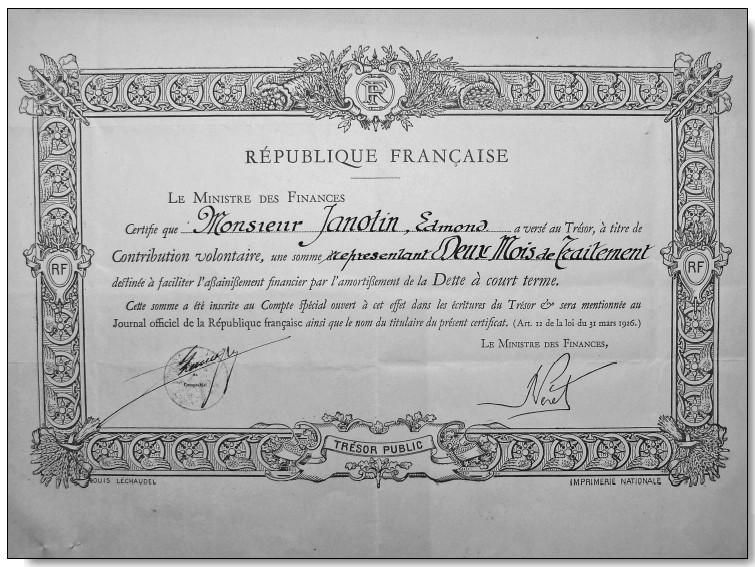 RF
RÉPUBLIQUE FRANÇAISE
LE MINISTRE DES FINANCES
Certifie que Monsieur Janolin, Edmond a versé au Trésor, à titre de
Contribution volontaire, une somme représentant Deux Mois de Traitement
destinée à faciliter l'assainissement financier par l'amortissement de la Dette à court terme.
Cette somme a été inscrite au Compte spécial ouvert à cet effet dans les écritures du Trésor & sera mentionnée au
Journal officiel de la République française ainsi que le nom du titulaire du présent certificat. (Art. 12 de la loi du 31 mars 1926.)
LE MINISTRE DES FINANCES,
RF
RF
TRÉSOR PUBLIC
LOUIS LÉCHAUDEL
IMPRIMERIE NATIONALE